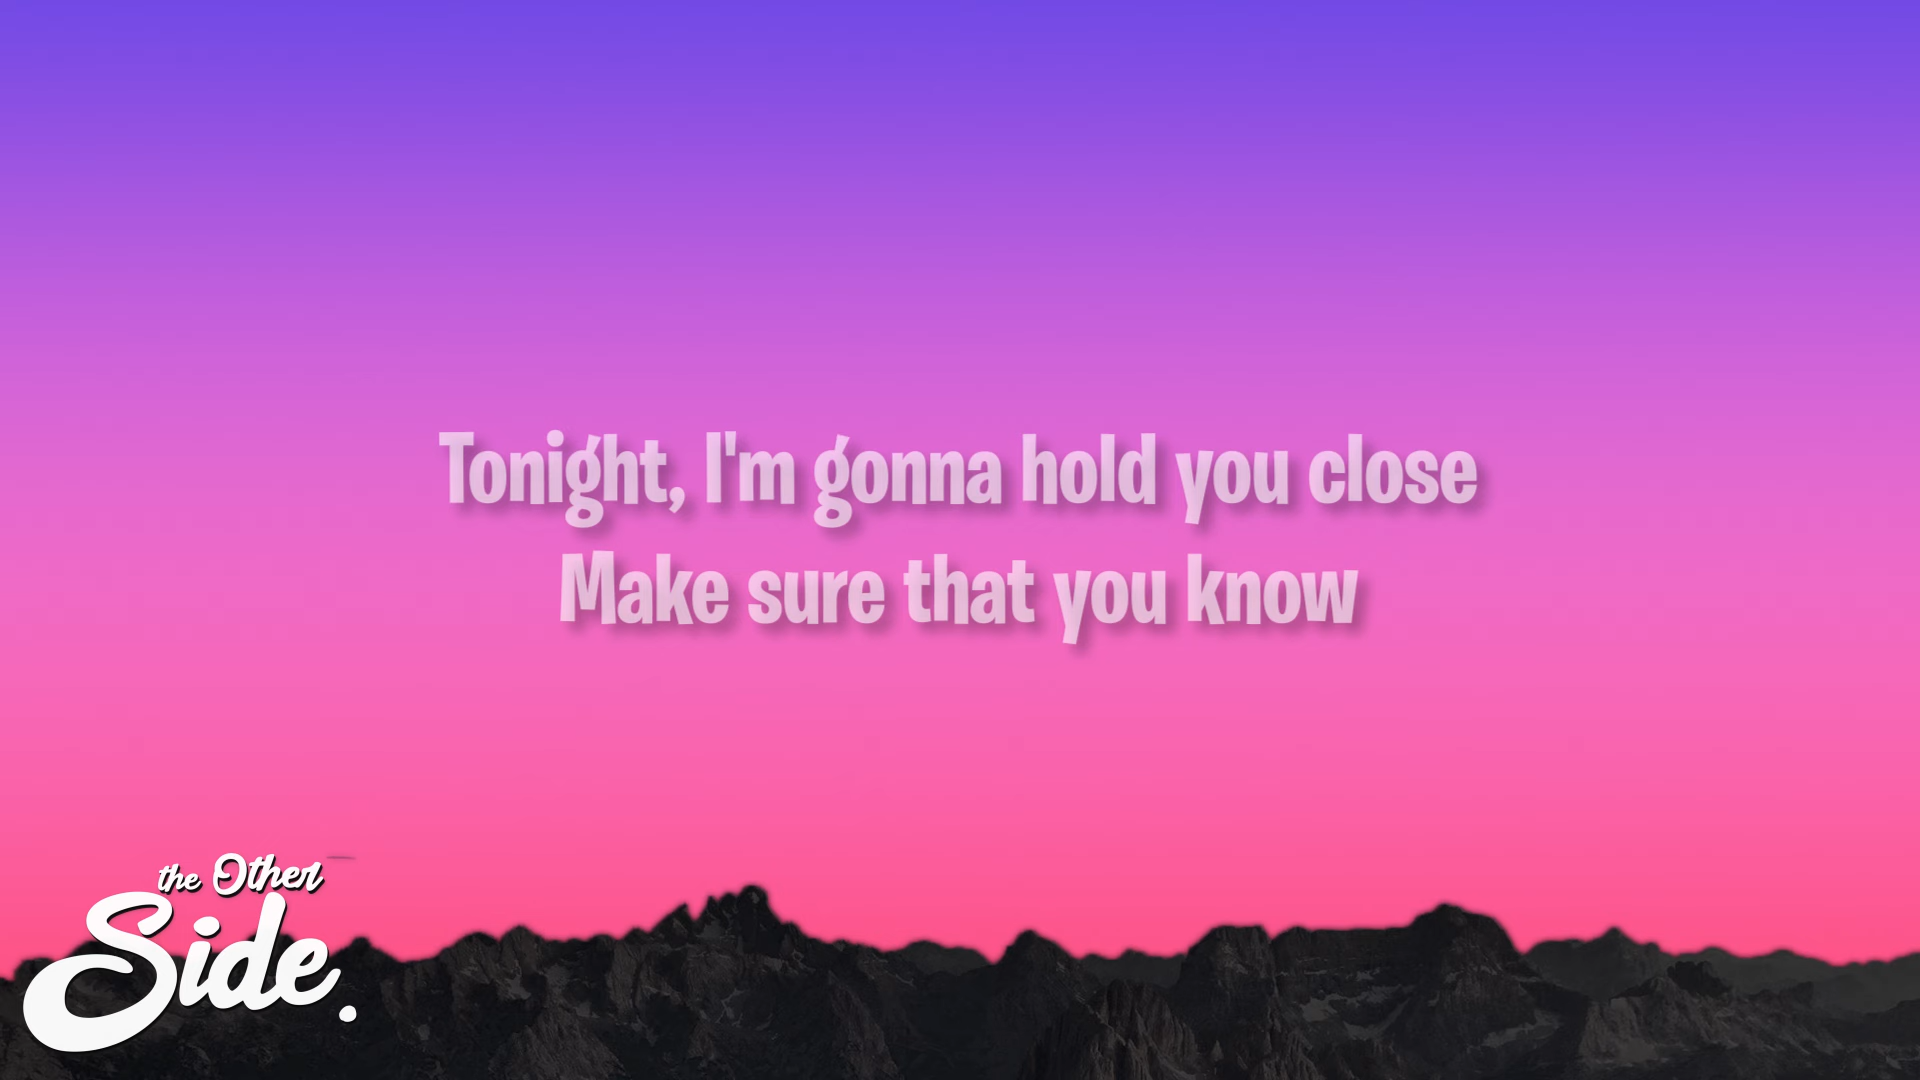 Tonight, I'm gonna hold you close
Make sure that you know
the Other
Side.